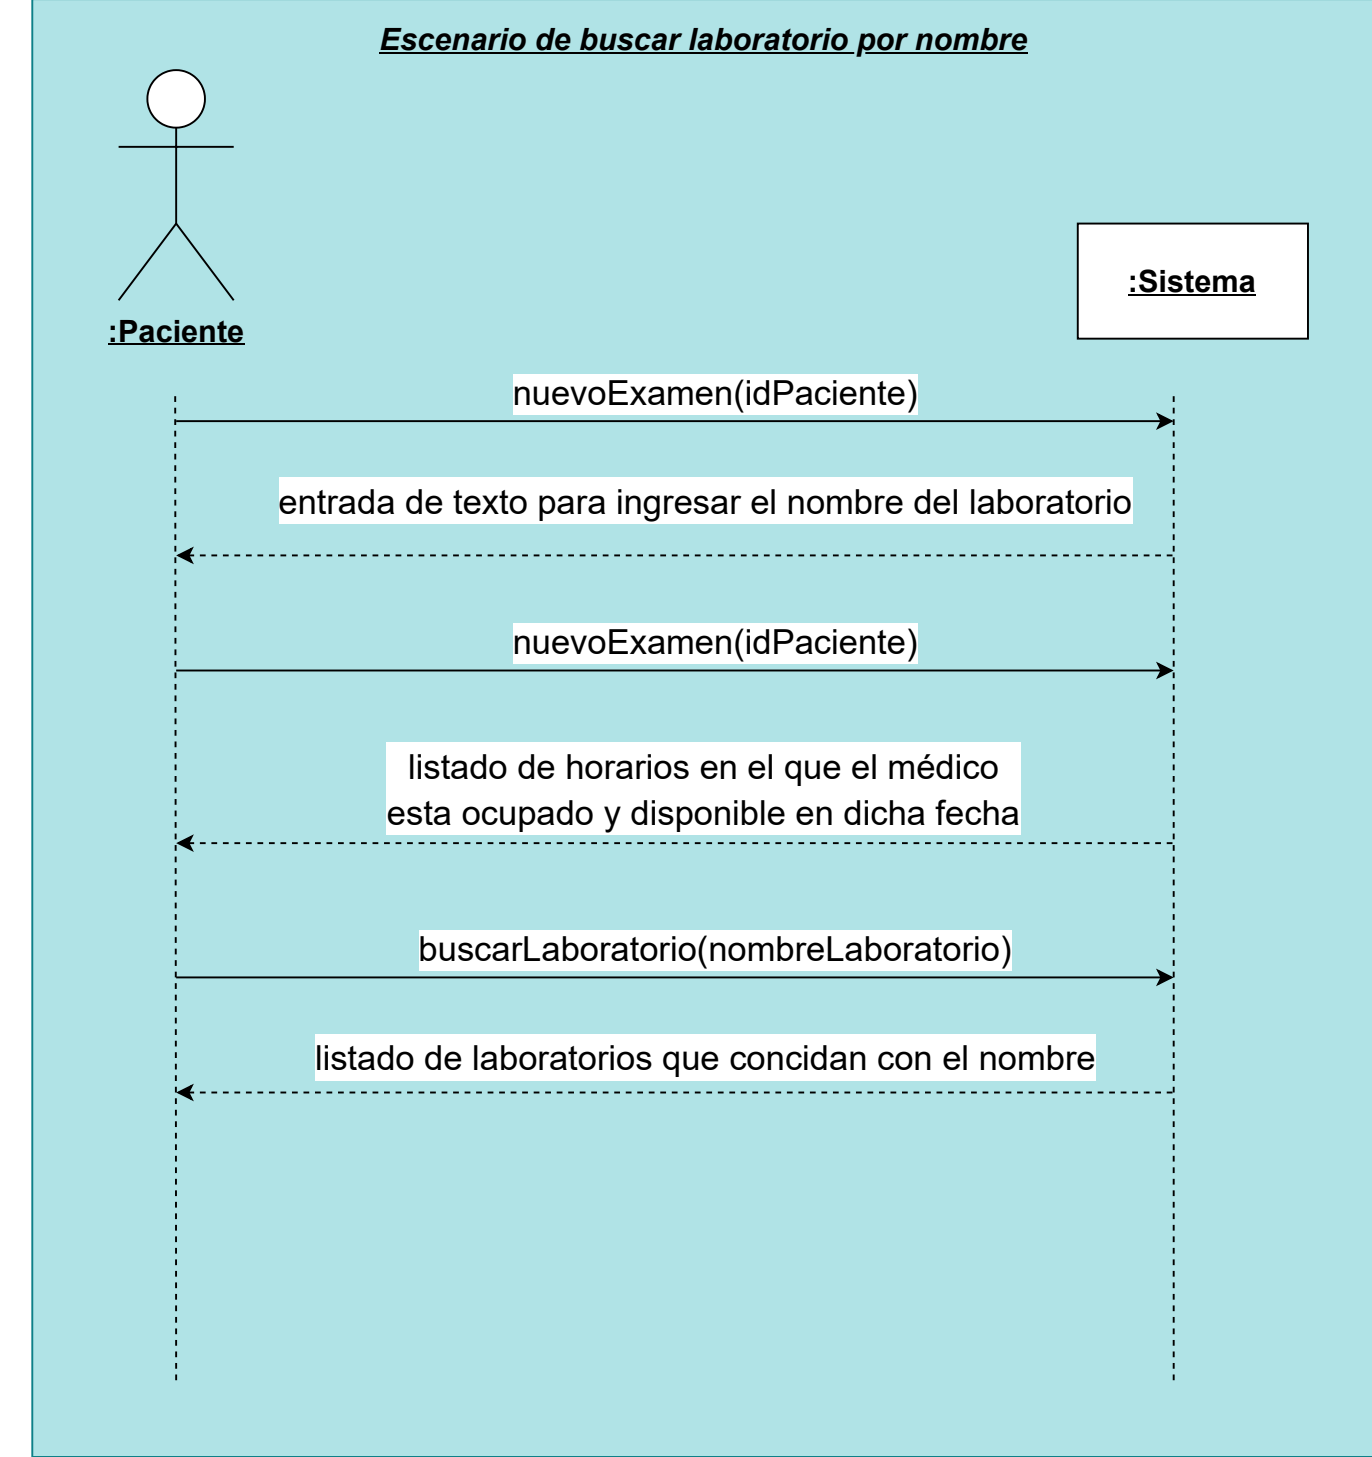 Escenario de buscar laboratorio por nombre
:Sistema
:Paciente
nuevoExamen(idPaciente)
entrada de texto para ingresar el nombre del laboratorio
nuevoExamen(idPaciente)
listado de horarios en el que el médico
esta ocupado y disponible en dicha fecha
buscarLaboratorio(nombreLaboratorio)
listado de laboratorios que concidan con el nombre